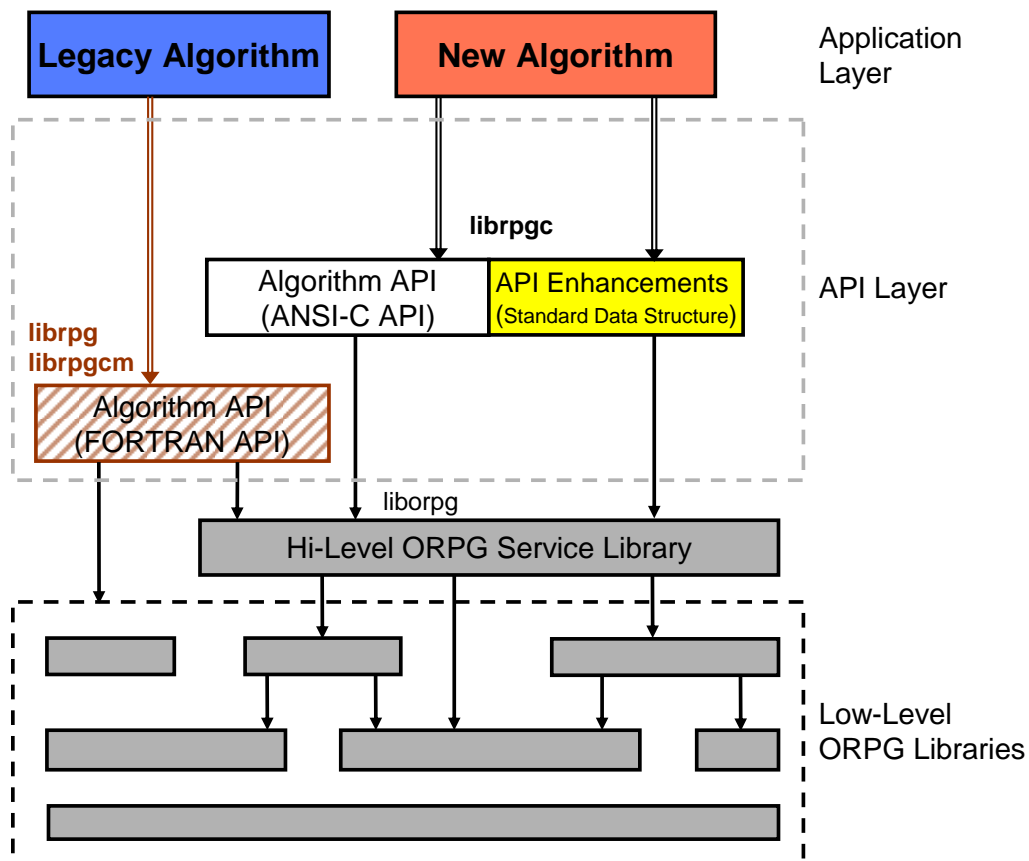 Legacy Algorithm
New Algorithm
Application
Layer
librpgc
Algorithm API
(ANSI-C API)
API Enhancements
(Standard Data Structure)
API Layer
librpg
librpgcm
Algorithm API
(FORTRAN API)
liborpg
Hi-Level ORPG Service Library
Low-Level
ORPG Libraries